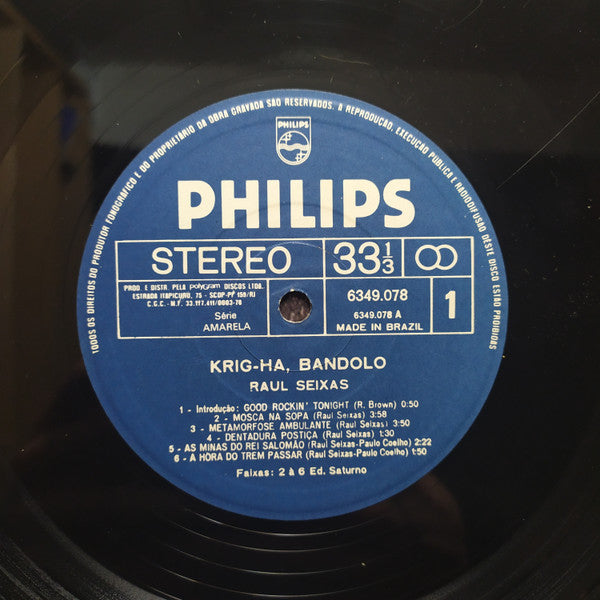 TODOS OS DIREITOS DO PRODUTOR FONOGRÁFICO E DO PROPRIETÁRIO DA OBRA GRAVADA SÃO RESERVADOS. A REPRODUÇÃO, EXECUÇÃO PÚBLICA E RADIODIFUSÃO DESTE DISCO ESTÃO PROIBIDAS
PHILIPS
PHILIPS
STEREO 33 1/3
PROD. E DISTR. PELA polygram DISCOS LTDA.
ESTRADA ITAPICURU, 75 - SCDP-PF 159/RJ
C.G.C. - M.F. 33.117.411/0003-70
Série
AMARELA
6349.078
6349.078 A
MADE IN BRAZIL
1
KRIG-HA, BANDOLO
RAUL SEIXAS
1 - Introdução: GOOD ROCKIN' TONIGHT (R. Brown) 0:50
2 - MOSCA NA SOPA (Raul Seixas) 3:58
3 - METAMORFOSE AMBULANTE (Raul Seixas) 3:
4 - DENTADURA POSTIÇA (Raul Seixas) 1:30
5 - AS MINAS DO REI SALOMÃO (Raul Seixas-Paulo Coelho) 2:22
6 - A HORA DO TREM PASSAR (Raul Seixas-Paulo Coelho) 1:50
Faixas: 2 à 6 Ed. Saturno